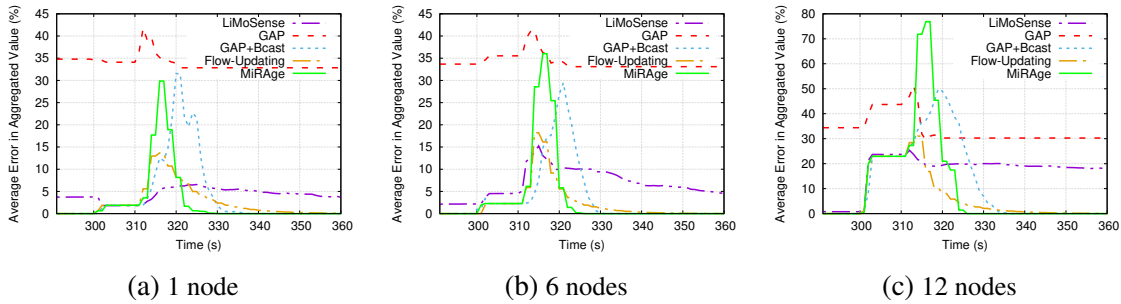 Average Error in Aggregated Value (%)
45
40
35
30
25
20
15
10
5
0
LiMoSense
GAP
GAP+Bcast
Flow-Updating
MiRAge
300 310 320 330 340 350 360
Time (s)
(a) 1 node
Average Error in Aggregated Value (%)
45
40
35
30
25
20
15
10
5
0
LiMoSense
GAP
GAP+Bcast
Flow-Updating
MiRAge
300 310 320 330 340 350 360
Time (s)
(b) 6 nodes
Average Error in Aggregated Value (%)
80
70
60
50
40
30
20
10
0
LiMoSense
GAP
GAP+Bcast
Flow-Updating
MiRAge
300 310 320 330 340 350 360
Time (s)
(c) 12 nodes